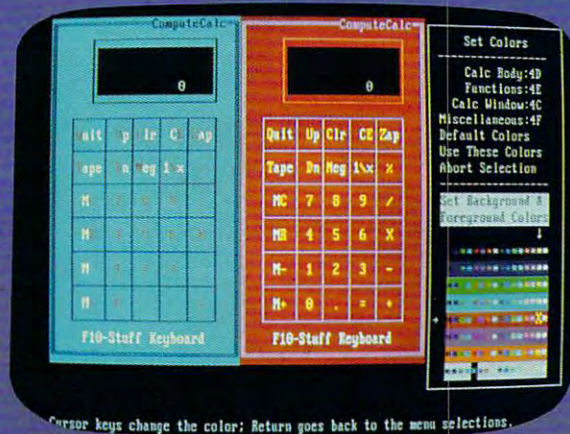 ComputeCalc
0
Quit Up Clr CE Zap
Tape Dn Neg 1\x
M
M
M
M
F10-Stuff Keyboard
ComputeCalc
0
Quit Up Clr CE Zap
Tape Dn Neg 1\x %
MC 7 8 9 /
MR 4 5 6 X
M- 1 2 3 -
M+ 0 . = +
F10-Stuff Keyboard
Set Colors
Calc Body:4D
Functions:4E
Calc Window:4C
Miscellaneous:4F
Default Colors
Use These Colors
Abort Selection
Set Background &
Foreground Colors
↓
→ X
Cursor keys change the color; Return goes back to the menu selections.